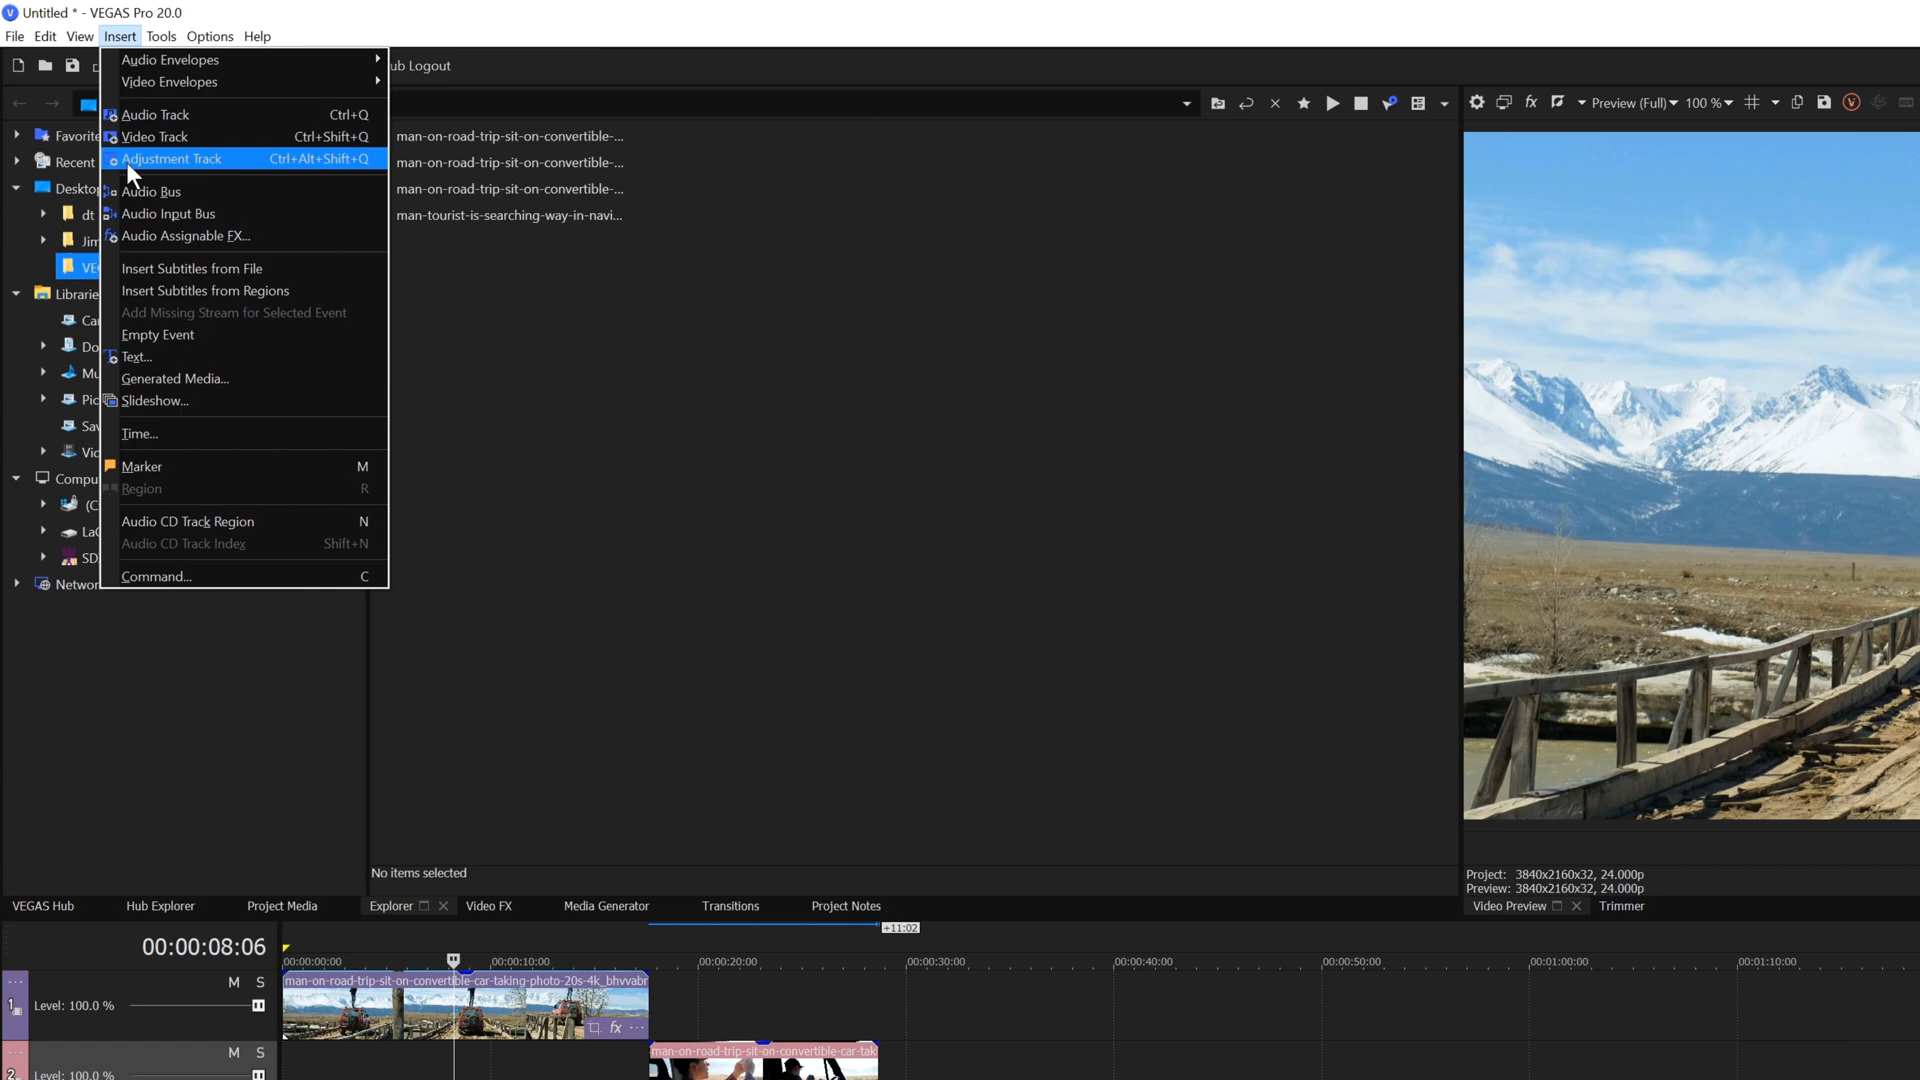 Untitled * - VEGAS Pro 20.0
File Edit View Insert Tools Options Help
ub Logout
Audio Envelopes
Video Envelopes
Audio Track Ctrl+Q
Video Track Ctrl+Shift+Q
Adjustment Track Ctrl+Alt+Shift+Q
Audio Bus
Audio Input Bus
Audio Assignable FX...
Insert Subtitles from File
Insert Subtitles from Regions
Add Missing Stream for Selected Event
Empty Event
Text...
Generated Media...
Slideshow...
Time...
Marker M
Region R
Audio CD Track Region N
Audio CD Track Index Shift+N
Command... C
Favorite
Recent
Desktop
dt
Jim
VE
Librarie
Ca
Do
Mu
Pic
Sav
Vic
Compu
(C
LaC
SD
Networ
man-on-road-trip-sit-on-convertible-...
man-on-road-trip-sit-on-convertible-...
man-on-road-trip-sit-on-convertible-...
man-tourist-is-searching-way-in-navi...
fx Preview (Full) 100 %
No items selected
Project: 3840x2160x32, 24.000p
Preview: 3840x2160x32, 24.000p
VEGAS Hub Hub Explorer Project Media Explorer Video FX Media Generator Transitions Project Notes
Video Preview Trimmer
+11:02
00:00:08:06
00:00:00:00 00:00:10:00 00:00:20:00 00:00:30:00 00:00:40:00 00:00:50:00 00:01:00:00 00:01:10:00
1 M S
Level: 100.0 %
man-on-road-trip-sit-on-convertible-car-taking-photo-20s-4k_bhvvabr
fx
2 M S
Level: 100.0 %
man-on-road-trip-sit-on-convertible-car-taki